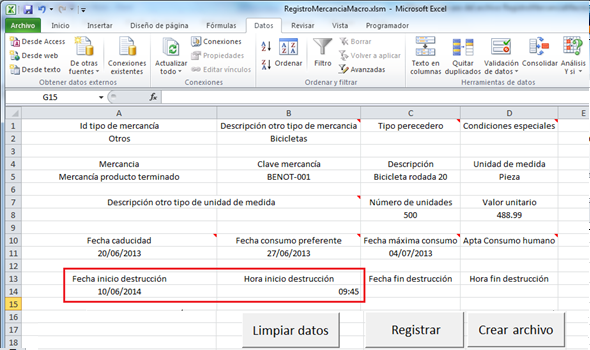 RegistroMercanciaMacro.xlsm - Microsoft Excel
Archivo Inicio Insertar Diseño de página Fórmulas Datos Revisar Vista Programador
Desde Access
Desde web
Desde texto
De otras fuentes
Conexiones existentes
Obtener datos externos
Actualizar todo
Conexiones
Propiedades
Editar vínculos
Conexiones
Ordenar
Filtro
Borrar
Volver a aplicar
Avanzadas
Ordenar y filtrar
Texto en columnas
Quitar duplicados
Validación de datos
Consolidar
Análisis Y si
Herramientas de datos
G15 fx
A B C D E
1 Id tipo de mercancía Descripción otro tipo de mercancia Tipo perecedero Condiciones especiales
2 Otros Bicicletas
3
4 Mercancia Clave mercancía Descripción Unidad de medida
5 Mercancía producto terminado BENOT-001 Bicicleta rodada 20 Pieza
6
7 Descripción otro tipo de unidad de medida Número de unidades Valor unitario
8 500 488.99
9
10 Fecha caducidad Fecha consumo preferente Fecha máxima consumo Apta Consumo humano
11 20/06/2013 27/06/2013 04/07/2013
12
13 Fecha inicio destrucción Hora inicio destrucción Fecha fin destrucción Hora fin destrucción
14 10/06/2014 09:45
15
16
17 Limpiar datos Registrar Crear archivo
18